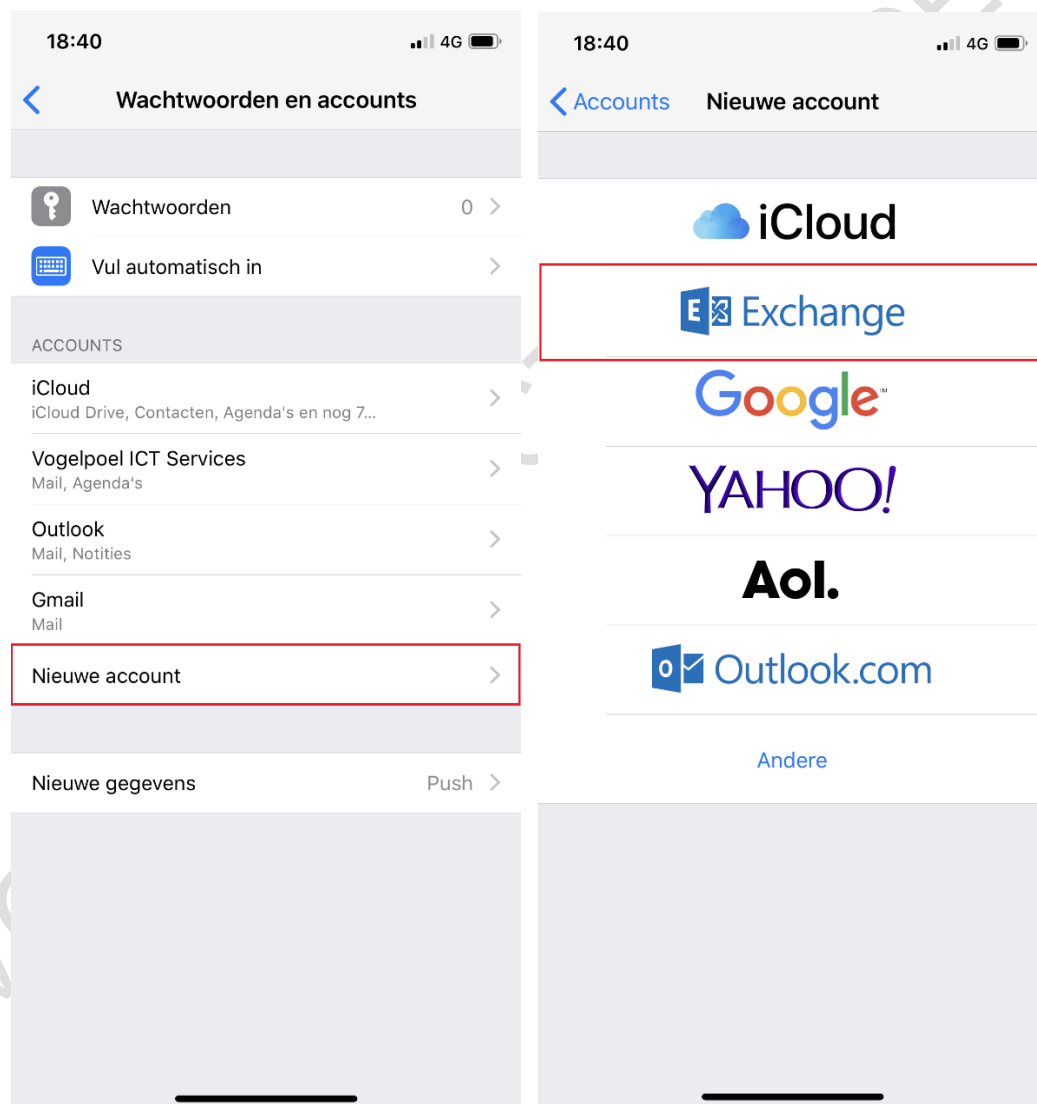 18:40
4G
Wachtwoorden en accounts
Wachtwoorden 0
Vul automatisch in
ACCOUNTS
iCloud
iCloud Drive, Contacten, Agenda's en nog 7...
Vogelpoel ICT Services
Mail, Agenda's
Outlook
Mail, Notities
Gmail
Mail
Nieuwe account
Nieuwe gegevens Push
18:40
4G
Accounts Nieuwe account
iCloud
E Exchange
Google™
YAHOO!
Aol.
o Outlook.com
Andere